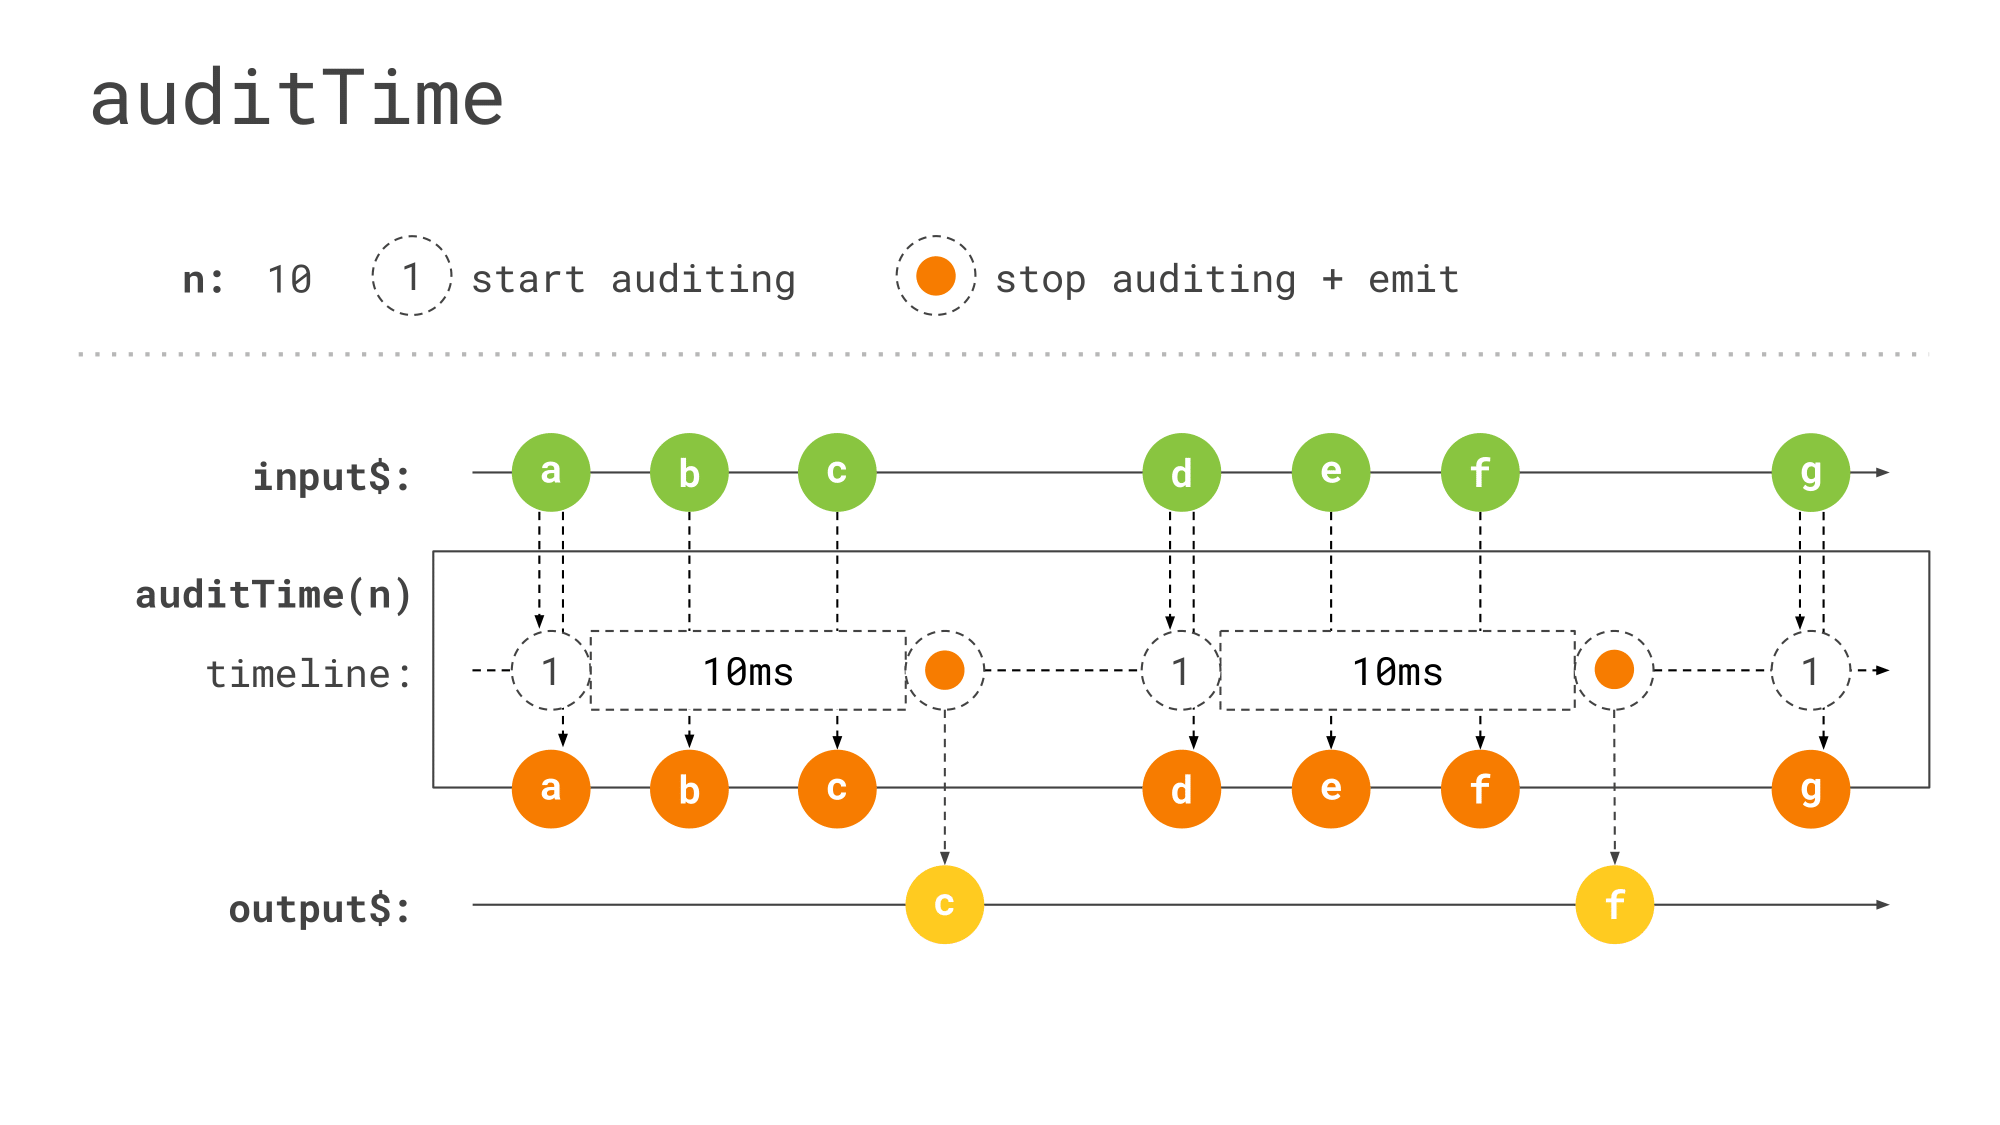 auditTime
n: 10 1 start auditing stop auditing + emit
input$: a b c d e f g
auditTime(n)
timeline: 1 10ms 1 10ms 1
a b c d e f g
output$: c f